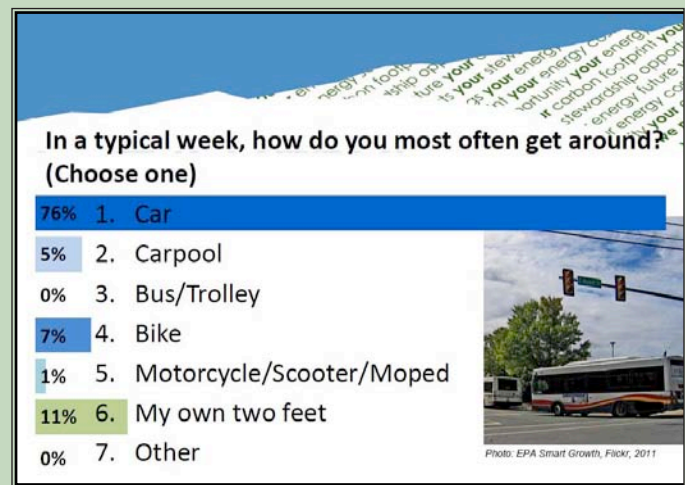 In a typical week, how do you most often get around?
(Choose one)
76% 1. Car
5% 2. Carpool
0% 3. Bus/Trolley
7% 4. Bike
1% 5. Motorcycle/Scooter/Moped
11% 6. My own two feet
0% 7. Other
Photo: EPA Smart Growth, Flickr, 2011